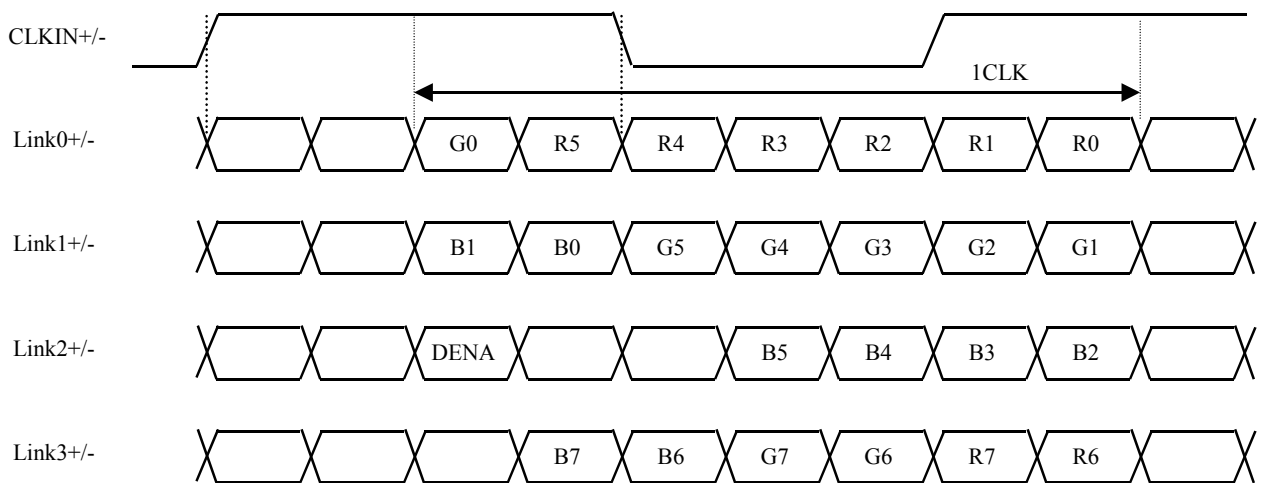 CLKIN+/-
1CLK
Link0+/- G0 R5 R4 R3 R2 R1 R0
Link1+/- B1 B0 G5 G4 G3 G2 G1
Link2+/- DENA B5 B4 B3 B2
Link3+/- B7 B6 G7 G6 R7 R6